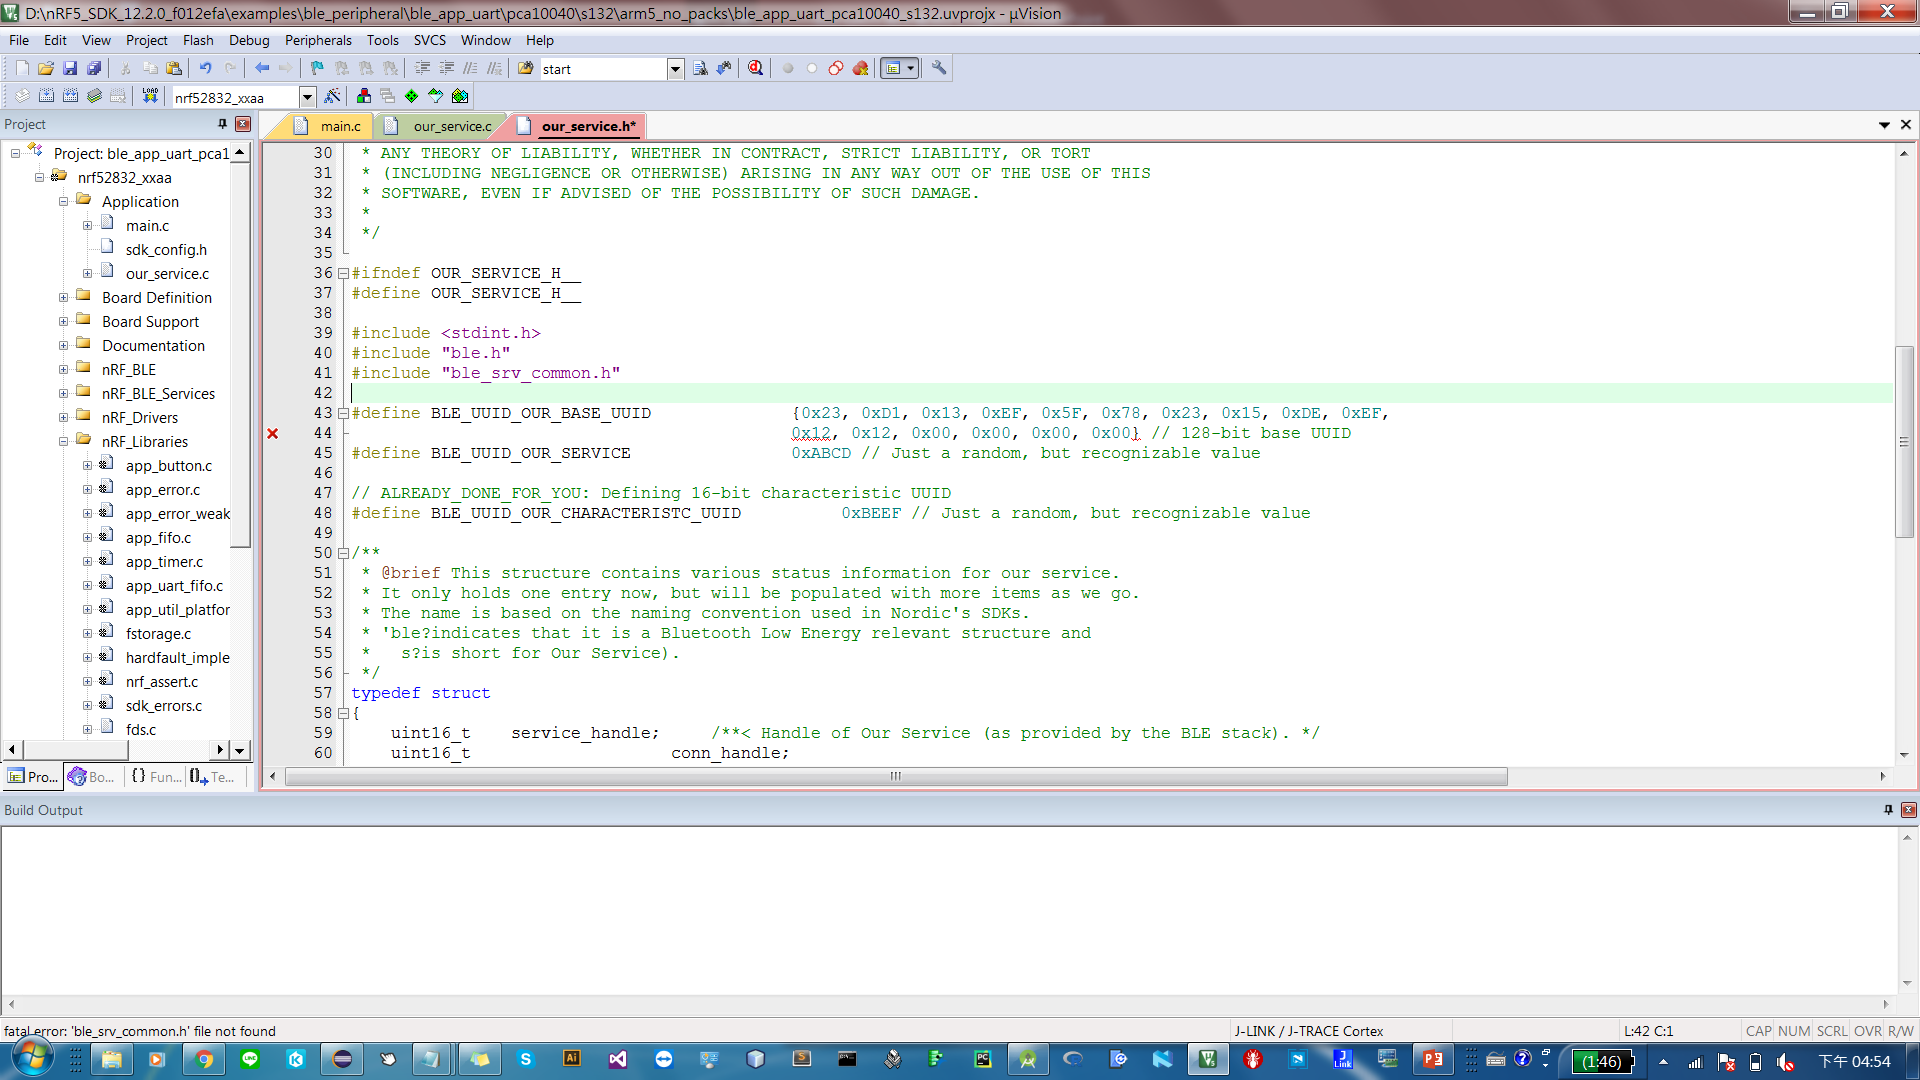 D:\nRF5_SDK_12.2.0_f012efa\examples\ble_peripheral\ble_app_uart\pca10040\s132\arm5_no_packs\ble_app_uart_pca10040_s132.uvprojx - µVision
File Edit View Project Flash Debug Peripherals Tools SVCS Window Help
start
LOAD
nrf52832_xxaa
Project
main.c our_service.c our_service.h*
Project: ble_app_uart_pca1
nrf52832_xxaa
Application
main.c
sdk_config.h
our_service.c
Board Definition
Board Support
Documentation
nRF_BLE
nRF_BLE_Services
nRF_Drivers
nRF_Libraries
app_button.c
app_error.c
app_error_weak
app_fifo.c
app_timer.c
app_uart_fifo.c
app_util_platfor
fstorage.c
hardfault_imple
nrf_assert.c
sdk_errors.c
fds.c
Pro... Bo... {} Fun... Te...
30 * ANY THEORY OF LIABILITY, WHETHER IN CONTRACT, STRICT LIABILITY, OR TORT
31 * (INCLUDING NEGLIGENCE OR OTHERWISE) ARISING IN ANY WAY OUT OF THE USE OF THIS
32 * SOFTWARE, EVEN IF ADVISED OF THE POSSIBILITY OF SUCH DAMAGE.
33 *
34 */
35
36 #ifndef OUR_SERVICE_H__
37 #define OUR_SERVICE_H__
38
39 #include <stdint.h>
40 #include "ble.h"
41 #include "ble_srv_common.h"
42
43 #define BLE_UUID_OUR_BASE_UUID {0x23, 0xD1, 0x13, 0xEF, 0x5F, 0x78, 0x23, 0x15, 0xDE, 0xEF,
44 0x12, 0x12, 0x00, 0x00, 0x00, 0x00} // 128-bit base UUID
45 #define BLE_UUID_OUR_SERVICE 0xABCD // Just a random, but recognizable value
46
47 // ALREADY_DONE_FOR_YOU: Defining 16-bit characteristic UUID
48 #define BLE_UUID_OUR_CHARACTERISTC_UUID 0xBEEF // Just a random, but recognizable value
49
50 /**
51 * @brief This structure contains various status information for our service.
52 * It only holds one entry now, but will be populated with more items as we go.
53 * The name is based on the naming convention used in Nordic's SDKs.
54 * 'ble?indicates that it is a Bluetooth Low Energy relevant structure and
55 * s?is short for Our Service).
56 */
57 typedef struct
58 {
59 uint16_t service_handle; /**< Handle of Our Service (as provided by the BLE stack). */
60 uint16_t conn_handle;
Build Output
fatal error: 'ble_srv_common.h' file not found
J-LINK / J-TRACE Cortex
L:42 C:1
CAP NUM SCRL OVR R/W
(1:46)
下午 04:54